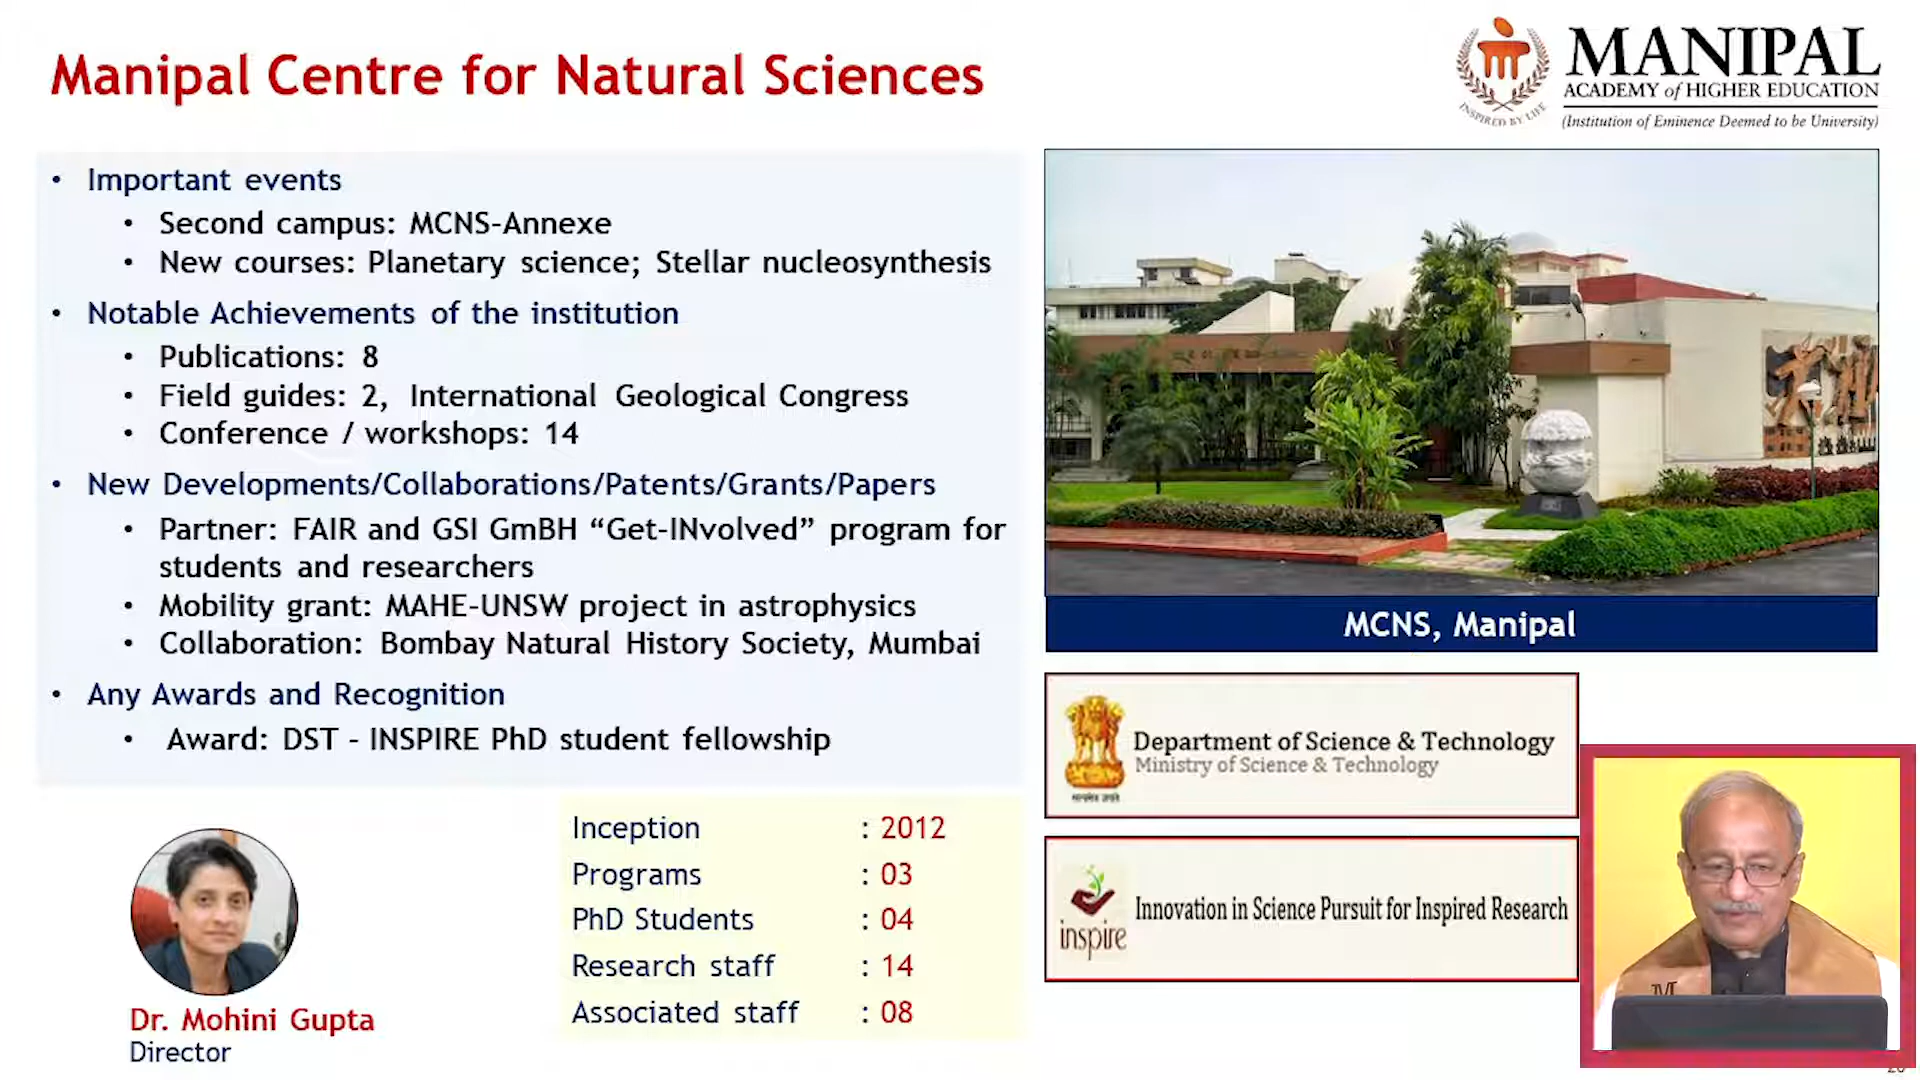 Manipal Centre for Natural Sciences
INSPIRED BY LIFE
MANIPAL
ACADEMY of HIGHER EDUCATION
(Institution of Eminence Deemed to be University)
• Important events
• Second campus: MCNS-Annexe
• New courses: Planetary science; Stellar nucleosynthesis
• Notable Achievements of the institution
• Publications: 8
• Field guides: 2, International Geological Congress
• Conference / workshops: 14
• New Developments/Collaborations/Patents/Grants/Papers
• Partner: FAIR and GSI GmBH “Get-INvolved” program for
students and researchers
• Mobility grant: MAHE-UNSW project in astrophysics
• Collaboration: Bombay Natural History Society, Mumbai
• Any Awards and Recognition
• Award: DST - INSPIRE PhD student fellowship
MCNS, Manipal
Department of Science & Technology
Ministry of Science & Technology
सत्यमेव जयते
inspire
Innovation in Science Pursuit for Inspired Research
Dr. Mohini Gupta
Director
Inception : 2012
Programs : 03
PhD Students : 04
Research staff : 14
Associated staff : 08